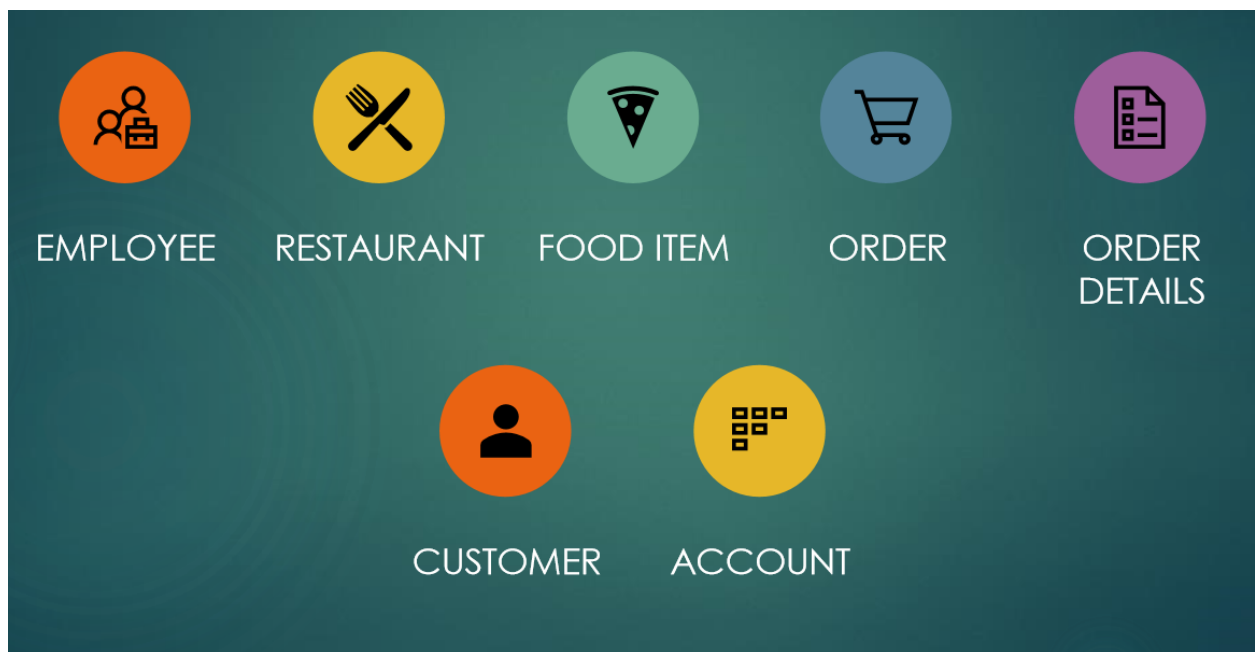 EMPLOYEE
RESTAURANT
FOOD ITEM
ORDER
ORDER
DETAILS
CUSTOMER
ACCOUNT